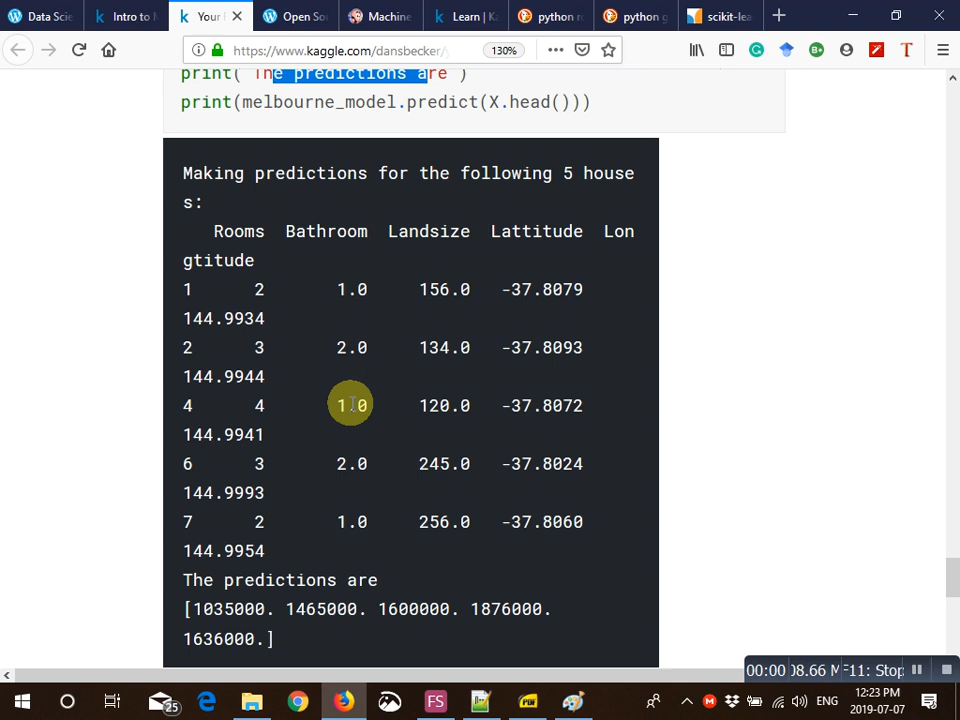 Data Sci
Intro to M
Your
Open So
Machine
Learn | Ka
python r
python g
scikit-lea
https://www.kaggle.com/dansbecker/y
130%
print("The predictions are")
print(melbourne_model.predict(X.head()))
Making predictions for the following 5 house
s:
Rooms Bathroom Landsize Lattitude Lon
gtitude
1 2 1.0 156.0 -37.8079
144.9934
2 3 2.0 134.0 -37.8093
144.9944
4 4 1.0 120.0 -37.8072
144.9941
6 3 2.0 245.0 -37.8024
144.9993
7 2 1.0 256.0 -37.8060
144.9954
The predictions are
[1035000. 1465000. 1600000. 1876000.
1636000.]
00:00 08.66 M F11: Stop
25
FS
ENG
12:23 PM
2019-07-07